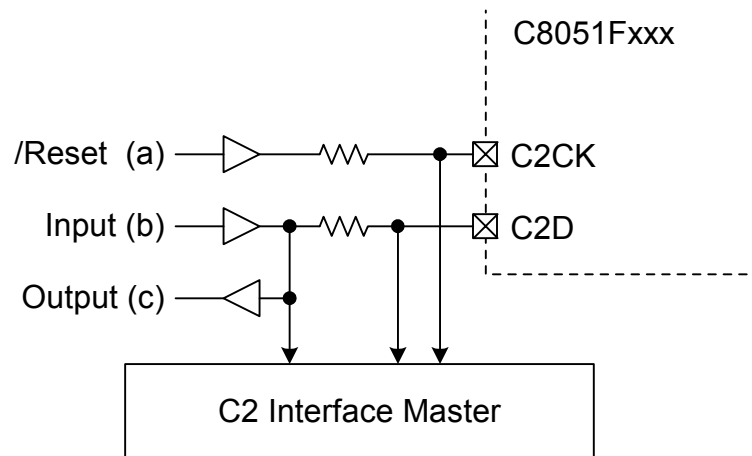 C8051Fxxx
/Reset (a)
C2CK
Input (b)
C2D
Output (c)
C2 Interface Master